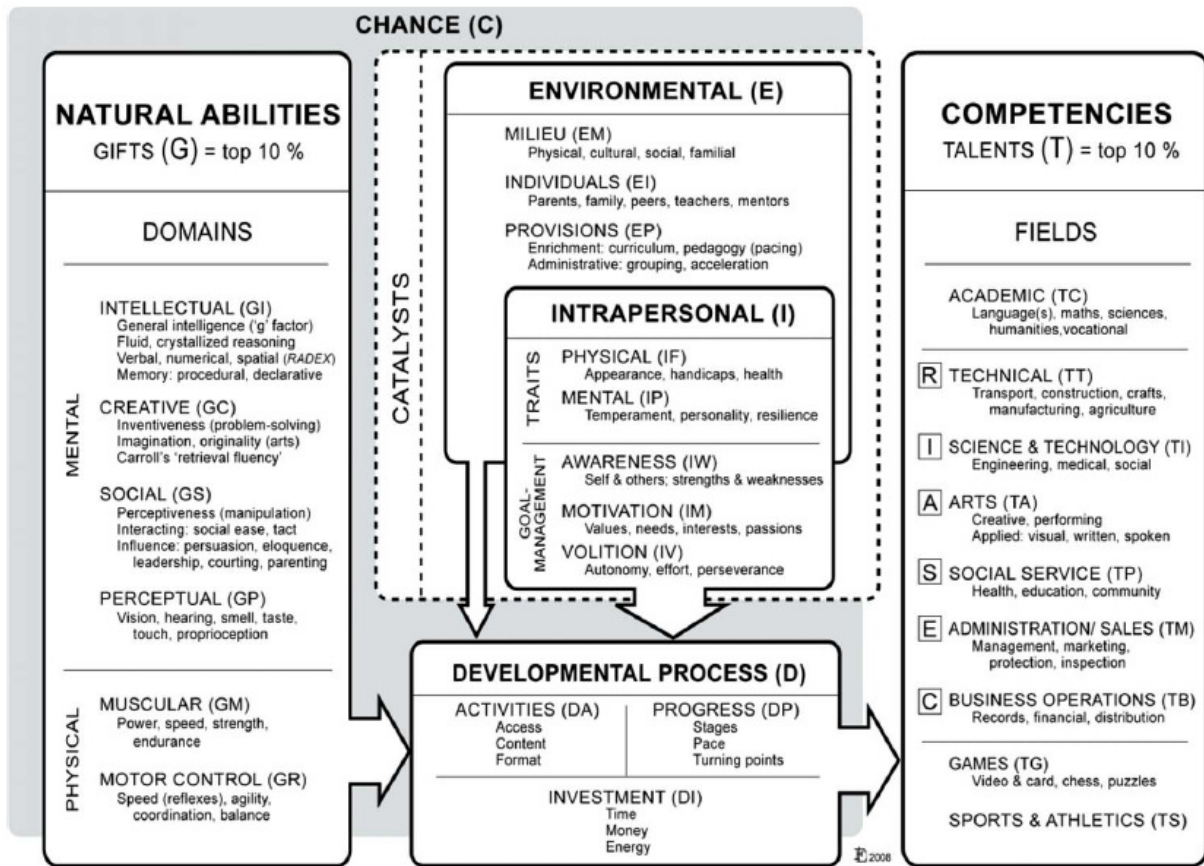 CHANCE (C)
NATURAL ABILITIES
GIFTS (G) = top 10 %
DOMAINS
MENTAL
INTELLECTUAL (GI)
General intelligence ('g' factor)
Fluid, crystallized reasoning
Verbal, numerical, spatial (RADEX)
Memory: procedural, declarative
CREATIVE (GC)
Inventiveness (problem-solving)
Imagination, originality (arts)
Carroll's 'retrieval fluency'
SOCIAL (GS)
Perceptiveness (manipulation)
Interacting: social ease, tact
Influence: persuasion, eloquence,
leadership, courting, parenting
PERCEPTUAL (GP)
Vision, hearing, smell, taste,
touch, proprioception
PHYSICAL
MUSCULAR (GM)
Power, speed, strength,
endurance
MOTOR CONTROL (GR)
Speed (reflexes), agility,
coordination, balance
CATALYSTS
ENVIRONMENTAL (E)
MILIEU (EM)
Physical, cultural, social, familial
INDIVIDUALS (EI)
Parents, family, peers, teachers, mentors
PROVISIONS (EP)
Enrichment: curriculum, pedagogy (pacing)
Administrative: grouping, acceleration
INTRAPERSONAL (I)
TRAITS
PHYSICAL (IF)
Appearance, handicaps, health
MENTAL (IP)
Temperament, personality, resilience
GOAL-
MANAGEMENT
AWARENESS (IW)
Self & others; strengths & weaknesses
MOTIVATION (IM)
Values, needs, interests, passions
VOLITION (IV)
Autonomy, effort, perseverance
DEVELOPMENTAL PROCESS (D)
ACTIVITIES (DA)
Access
Content
Format
PROGRESS (DP)
Stages
Pace
Turning points
INVESTMENT (DI)
Time
Money
Energy
2008
COMPETENCIES
TALENTS (T) = top 10 %
FIELDS
ACADEMIC (TC)
Language(s), maths, sciences,
humanities,vocational
R TECHNICAL (TT)
Transport, construction, crafts,
manufacturing, agriculture
I SCIENCE & TECHNOLOGY (TI)
Engineering, medical, social
A ARTS (TA)
Creative, performing
Applied: visual, written, spoken
S SOCIAL SERVICE (TP)
Health, education, community
E ADMINISTRATION/ SALES (TM)
Management, marketing,
protection, inspection
C BUSINESS OPERATIONS (TB)
Records, financial, distribution
GAMES (TG)
Video & card, chess, puzzles
SPORTS & ATHLETICS (TS)